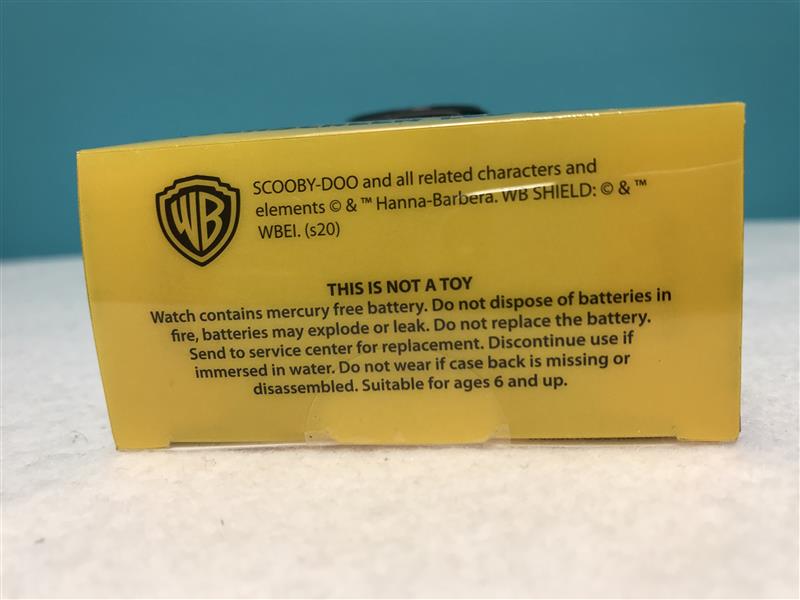 WB
SCOOBY-DOO and all related characters and
elements © & ™ Hanna-Barbera. WB SHIELD: © & ™
WBEI. (s20)
THIS IS NOT A TOY
Watch contains mercury free battery. Do not dispose of batteries in
fire, batteries may explode or leak. Do not replace the battery.
Send to service center for replacement. Discontinue use if
immersed in water. Do not wear if case back is missing or
disassembled. Suitable for ages 6 and up.